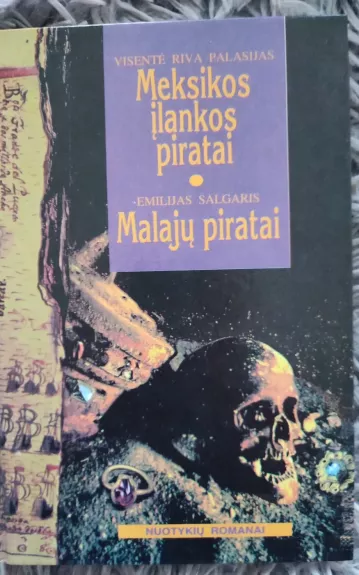 VISENTĖ RIVA PALASIJAS
Meksikos
įlankos
piratai
EMILIJAS SALGARIS
Malajų piratai
NUOTYKIŲ ROMANAI